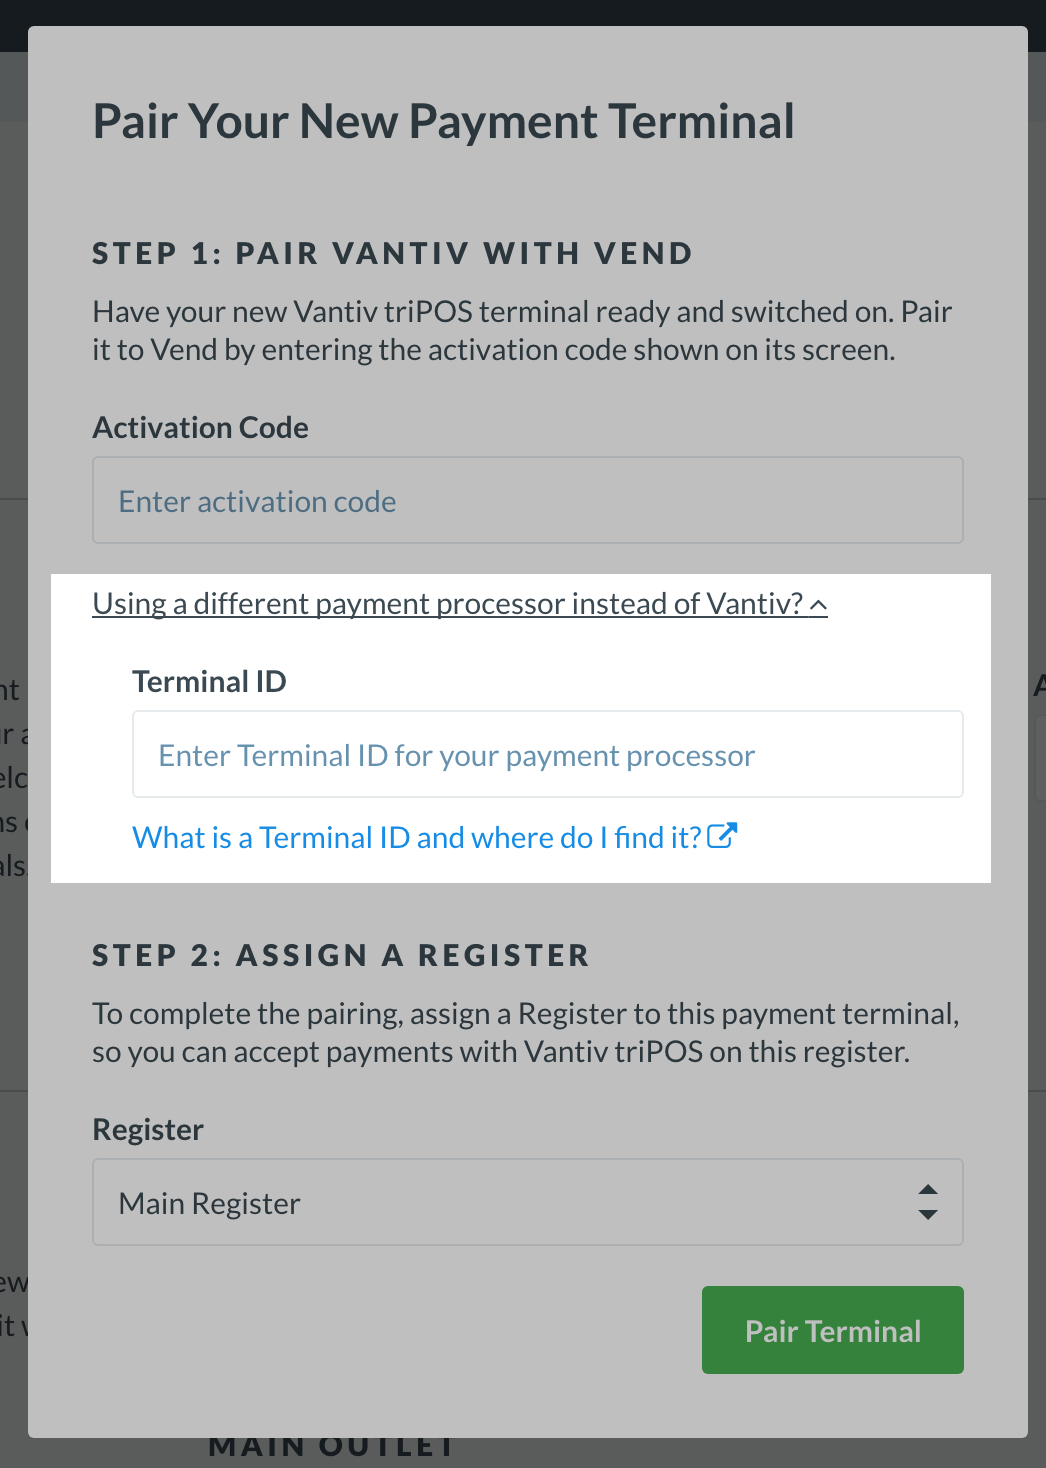 Pair Your New Payment Terminal
STEP 1: PAIR VANTIV WITH VEND
Have your new Vantiv triPOS terminal ready and switched on. Pair
it to Vend by entering the activation code shown on its screen.
Activation Code
Enter activation code
Using a different payment processor instead of Vantiv?
Terminal ID
Enter Terminal ID for your payment processor
What is a Terminal ID and where do I find it?
STEP 2: ASSIGN A REGISTER
To complete the pairing, assign a Register to this payment terminal,
so you can accept payments with Vantiv triPOS on this register.
Register
Main Register
Pair Terminal
MAIN OUTLET